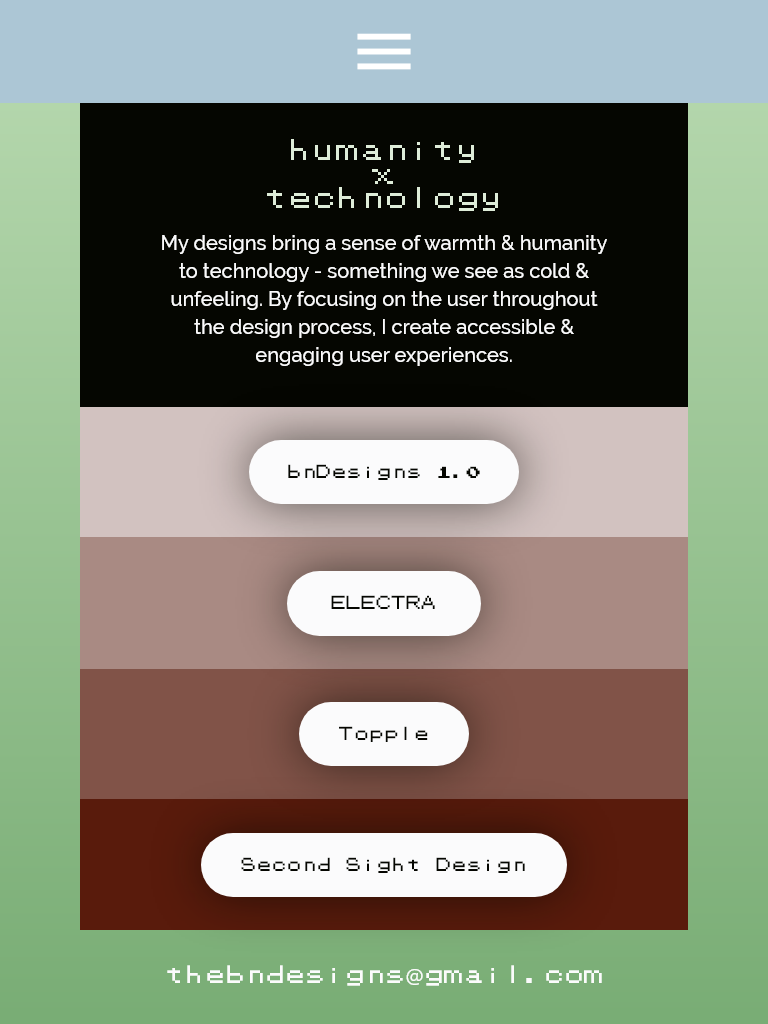 humanity
x
technology
My designs bring a sense of warmth & humanity
to technology - something we see as cold &
unfeeling. By focusing on the user throughout
the design process, I create accessible &
engaging user experiences.
bnDesigns 1.0
ELECTRA
Topple
Second Sight Design
thebndesigns@gmail.com